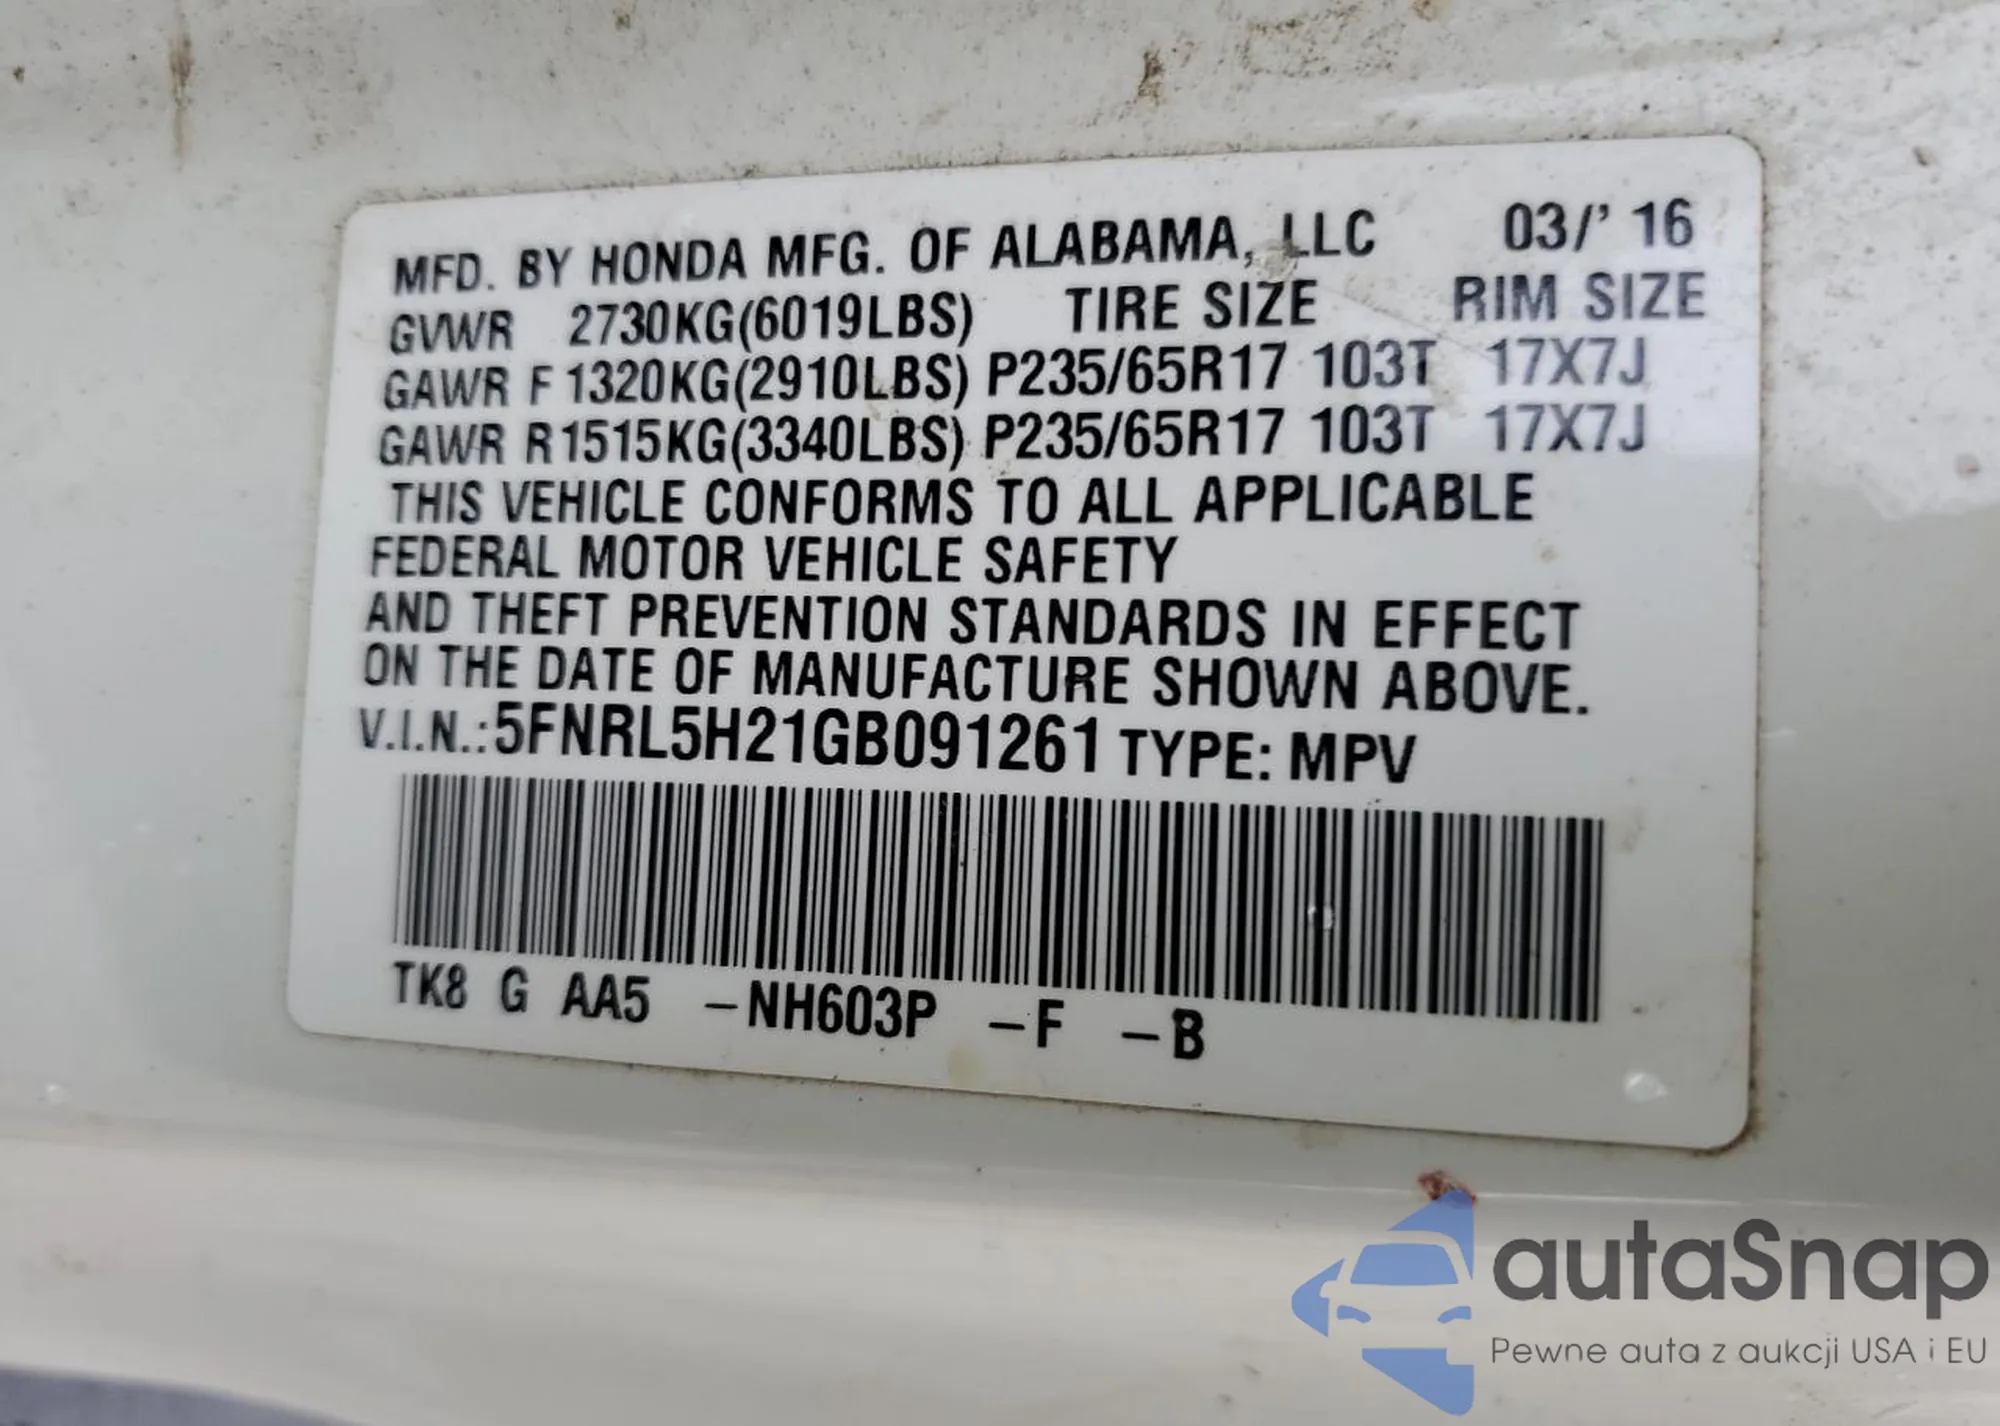 MFD. BY HONDA MFG. OF ALABAMA, LLC 03/' 16
GVWR 2730KG(6019LBS) TIRE SIZE RIM SIZE
GAWR F 1320KG(2910LBS) P235/65R17 103T 17X7J
GAWR R 1515KG(3340LBS) P235/65R17 103T 17X7J
THIS VEHICLE CONFORMS TO ALL APPLICABLE
FEDERAL MOTOR VEHICLE SAFETY
AND THEFT PREVENTION STANDARDS IN EFFECT
ON THE DATE OF MANUFACTURE SHOWN ABOVE.
V.I.N.:5FNRL5H21GB091261 TYPE: MPV
TK8 G AA5 -NH603P -F -B
autaSnap
Pewne auta z aukcji USA i EU